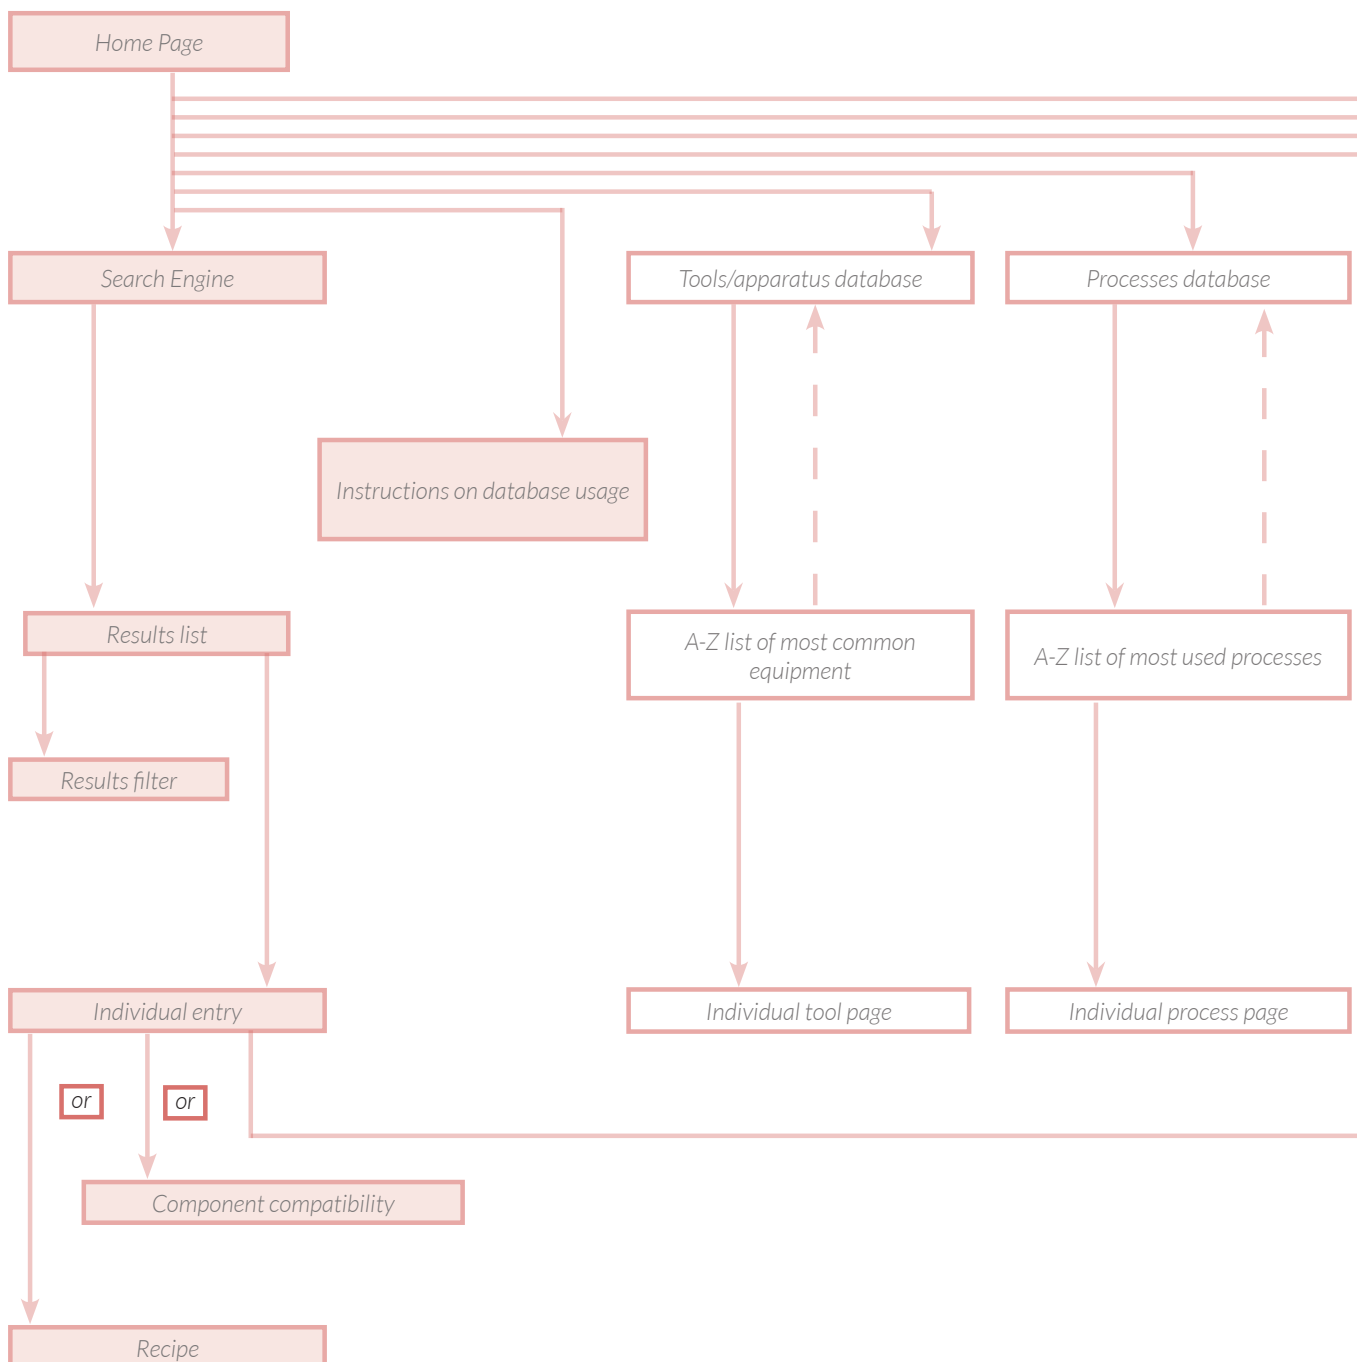 Home Page
Search Engine
Tools/apparatus database
Processes database
Instructions on database usage
Results list
A-Z list of most common
equipment
A-Z list of most used processes
Results filter
Individual entry
Individual tool page
Individual process page
or
or
Component compatibility
Recipe